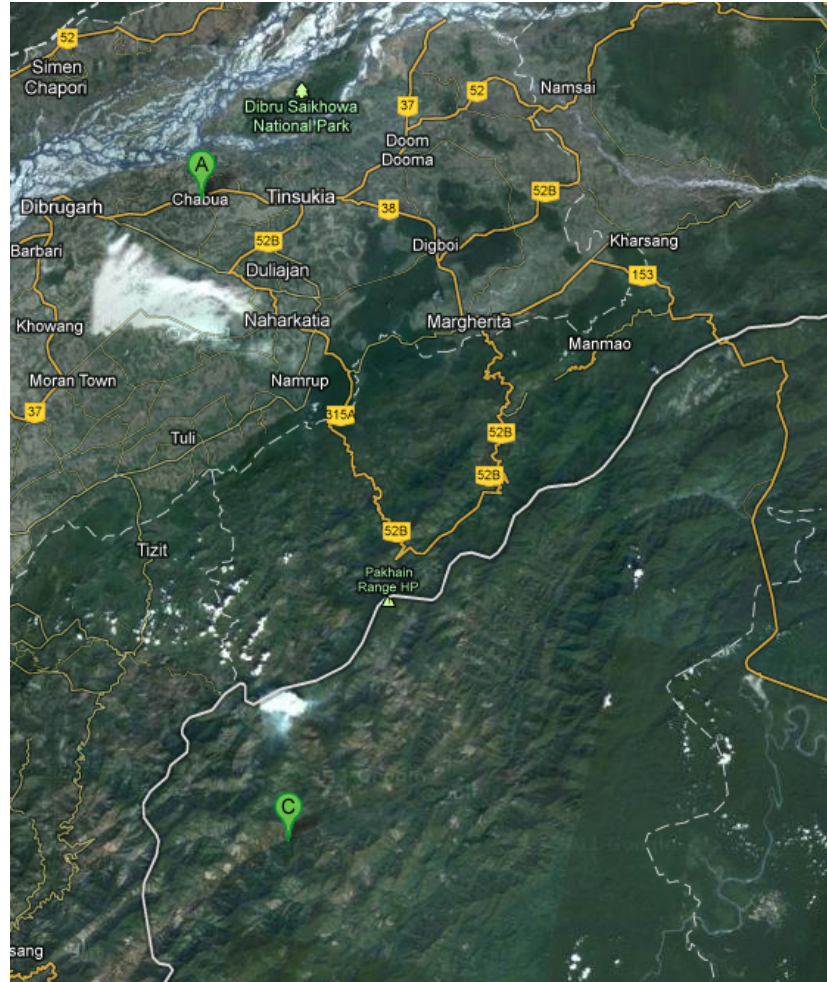 52
Simen
Chapori
Dibru Saikhowa
National Park
37
52
Namsai
Doom
Dooma
A
Chabua
Tinsukia
Dibrugarh
38
52B
Barbari
52B
Digboi
Kharsang
Duliajan
153
Khowang
Naharkatia
Margherita
Manmao
Moran Town
Namrup
37
315A
Tuli
52B
52B
52B
Tizit
Pakhain
Range HP
C
sang